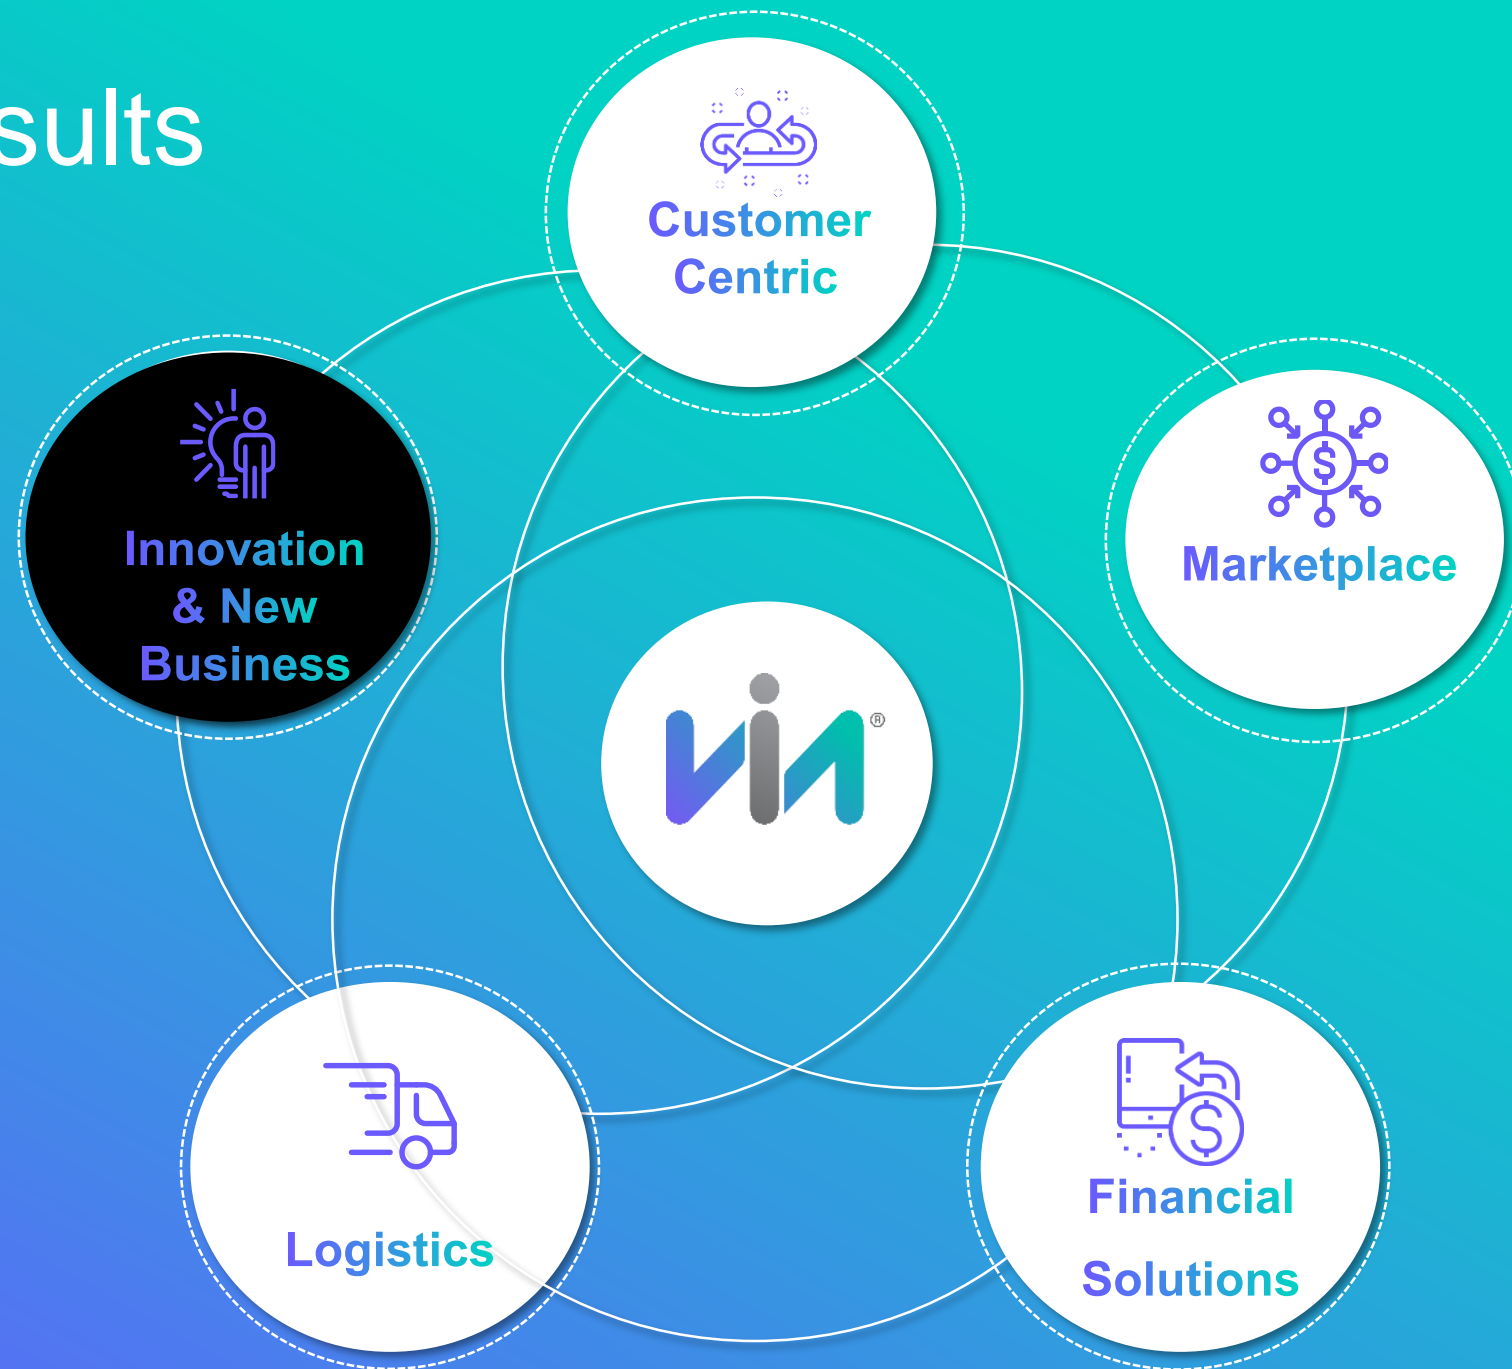 sults
Customer
Centric
Innovation
& New
Business
Marketplace
via®
Logistics
Financial
Solutions